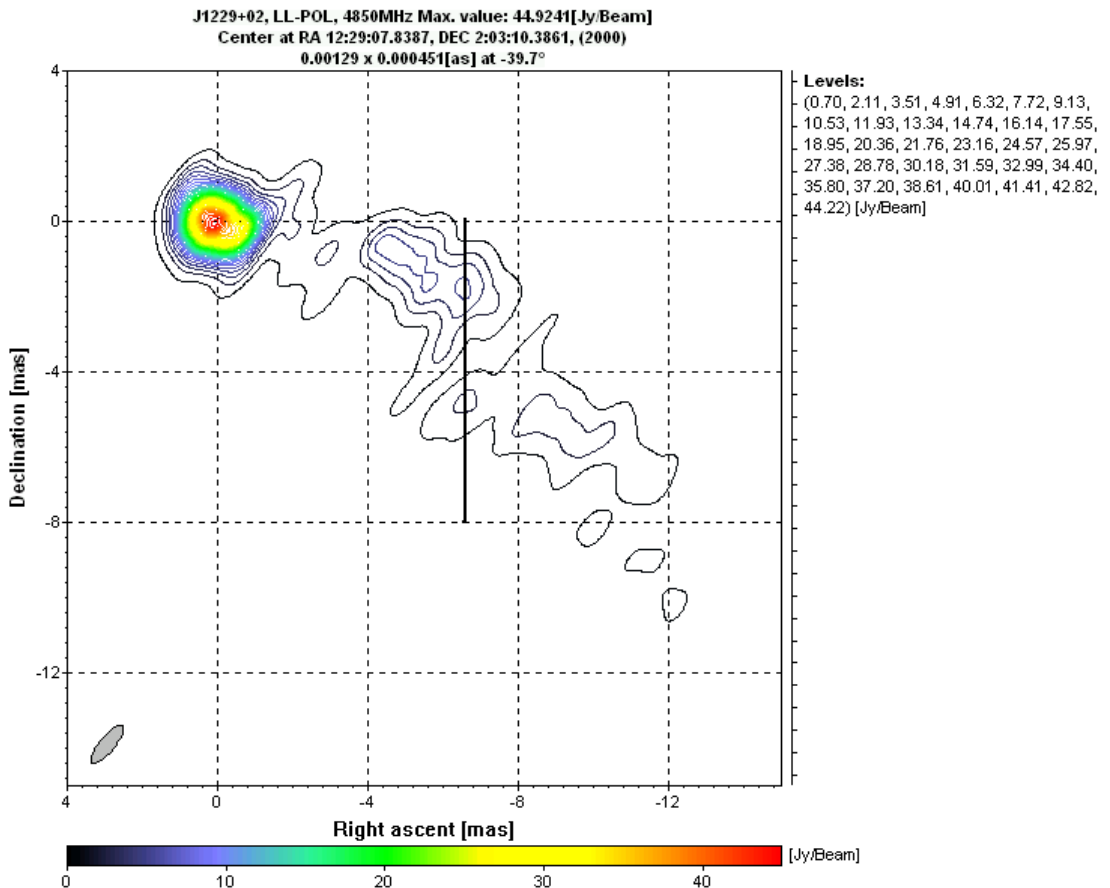 J1229+02, LL-POL, 4850MHz Max. value: 44.9241[Jy/Beam]
Center at RA 12:29:07.8387, DEC 2:03:10.3861, (2000)
0.00129 x 0.000451[as] at -39.7°
Levels:
(0.70, 2.11, 3.51, 4.91, 6.32, 7.72, 9.13,
10.53, 11.93, 13.34, 14.74, 16.14, 17.55,
18.95, 20.36, 21.76, 23.16, 24.57, 25.97,
27.38, 28.78, 30.18, 31.59, 32.99, 34.40,
35.80, 37.20, 38.61, 40.01, 41.41, 42.82,
44.22) [Jy/Beam]
Declination [mas]
4
0
-4
-8
-12
4 0 -4 -8 -12
Right ascent [mas]
[Jy/Beam]
0 10 20 30 40